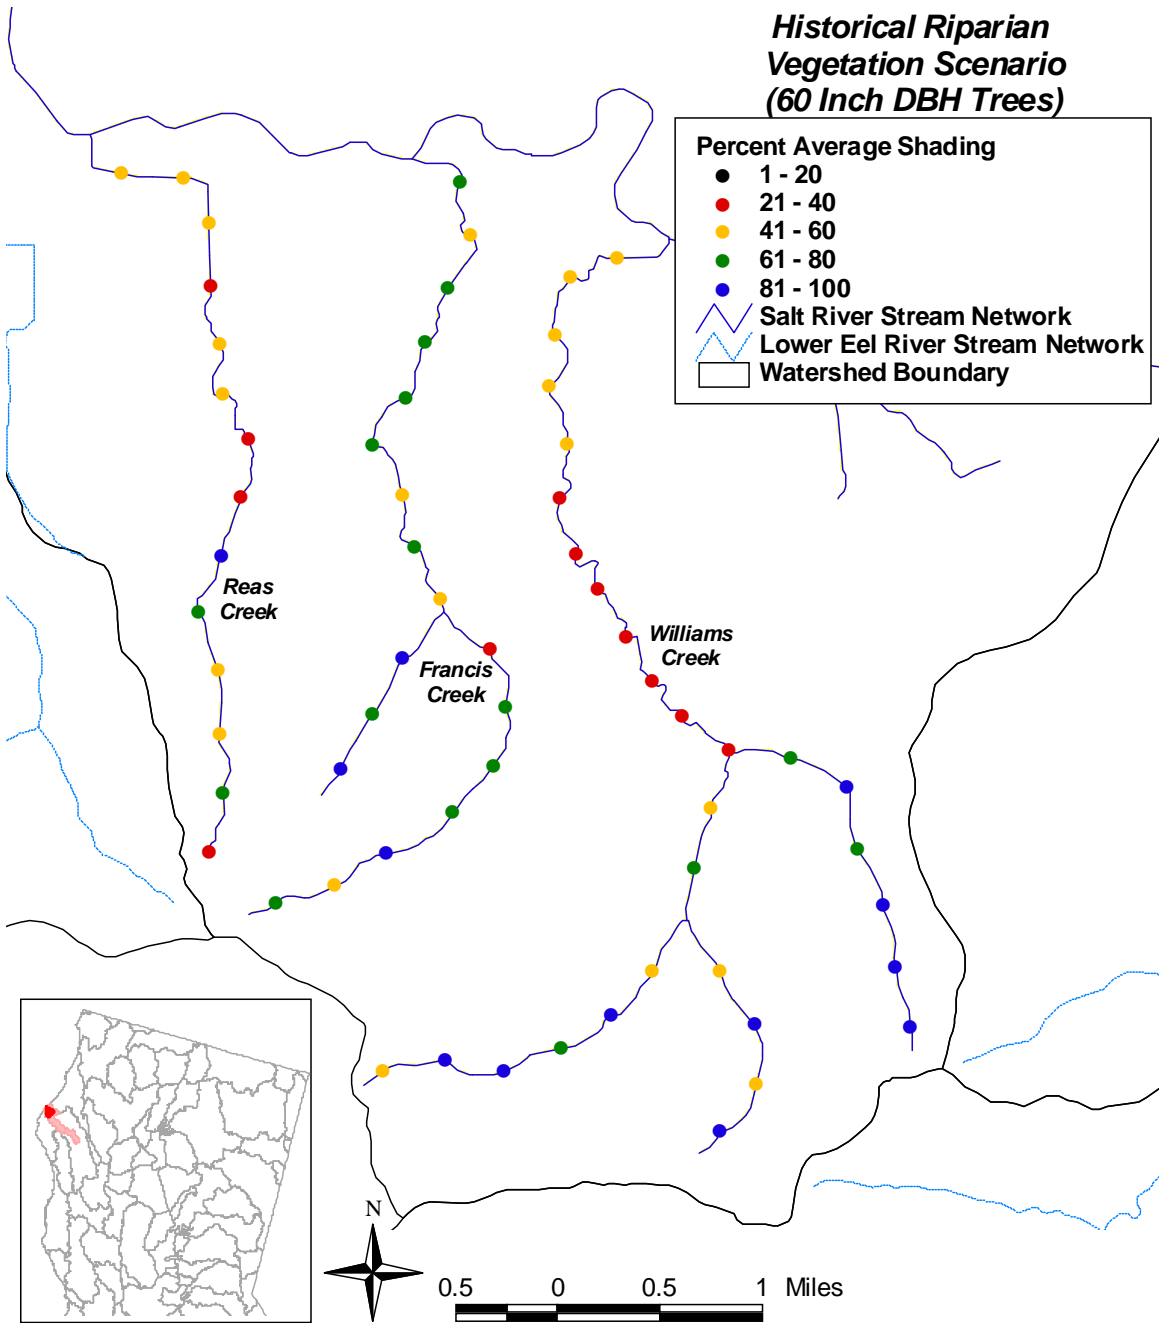 Historical Riparian
Vegetation Scenario
(60 Inch DBH Trees)
Percent Average Shading
1 - 20
21 - 40
41 - 60
61 - 80
81 - 100
Salt River Stream Network
Lower Eel River Stream Network
Watershed Boundary
Reas
Creek
Francis
Creek
Williams
Creek
N
0.5 0 0.5 1 Miles